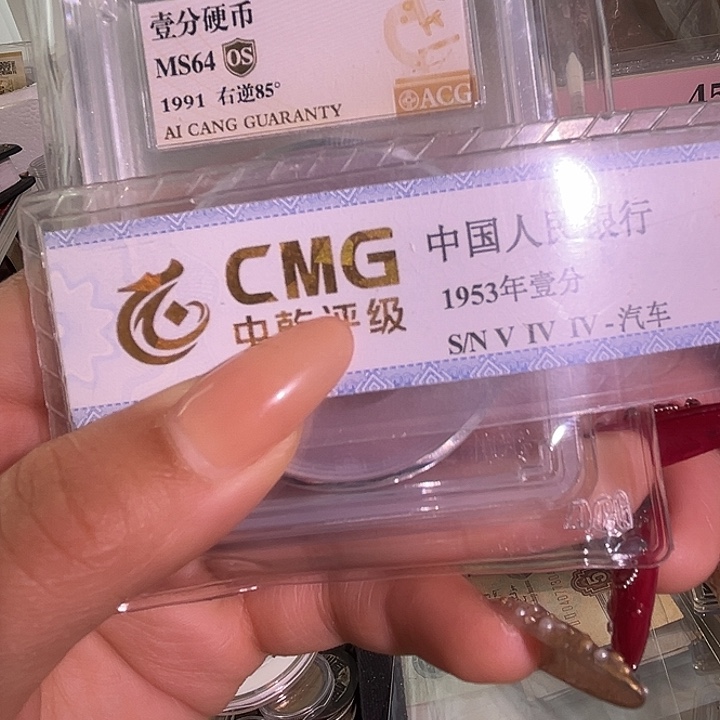 壹分硬币
MS64 OS
1991 右逆85°
ACG
AI CANG GUARANTY
45
CMG
中乾评级
中国人民银行
1953年壹分
S/N V IV IV - 汽车